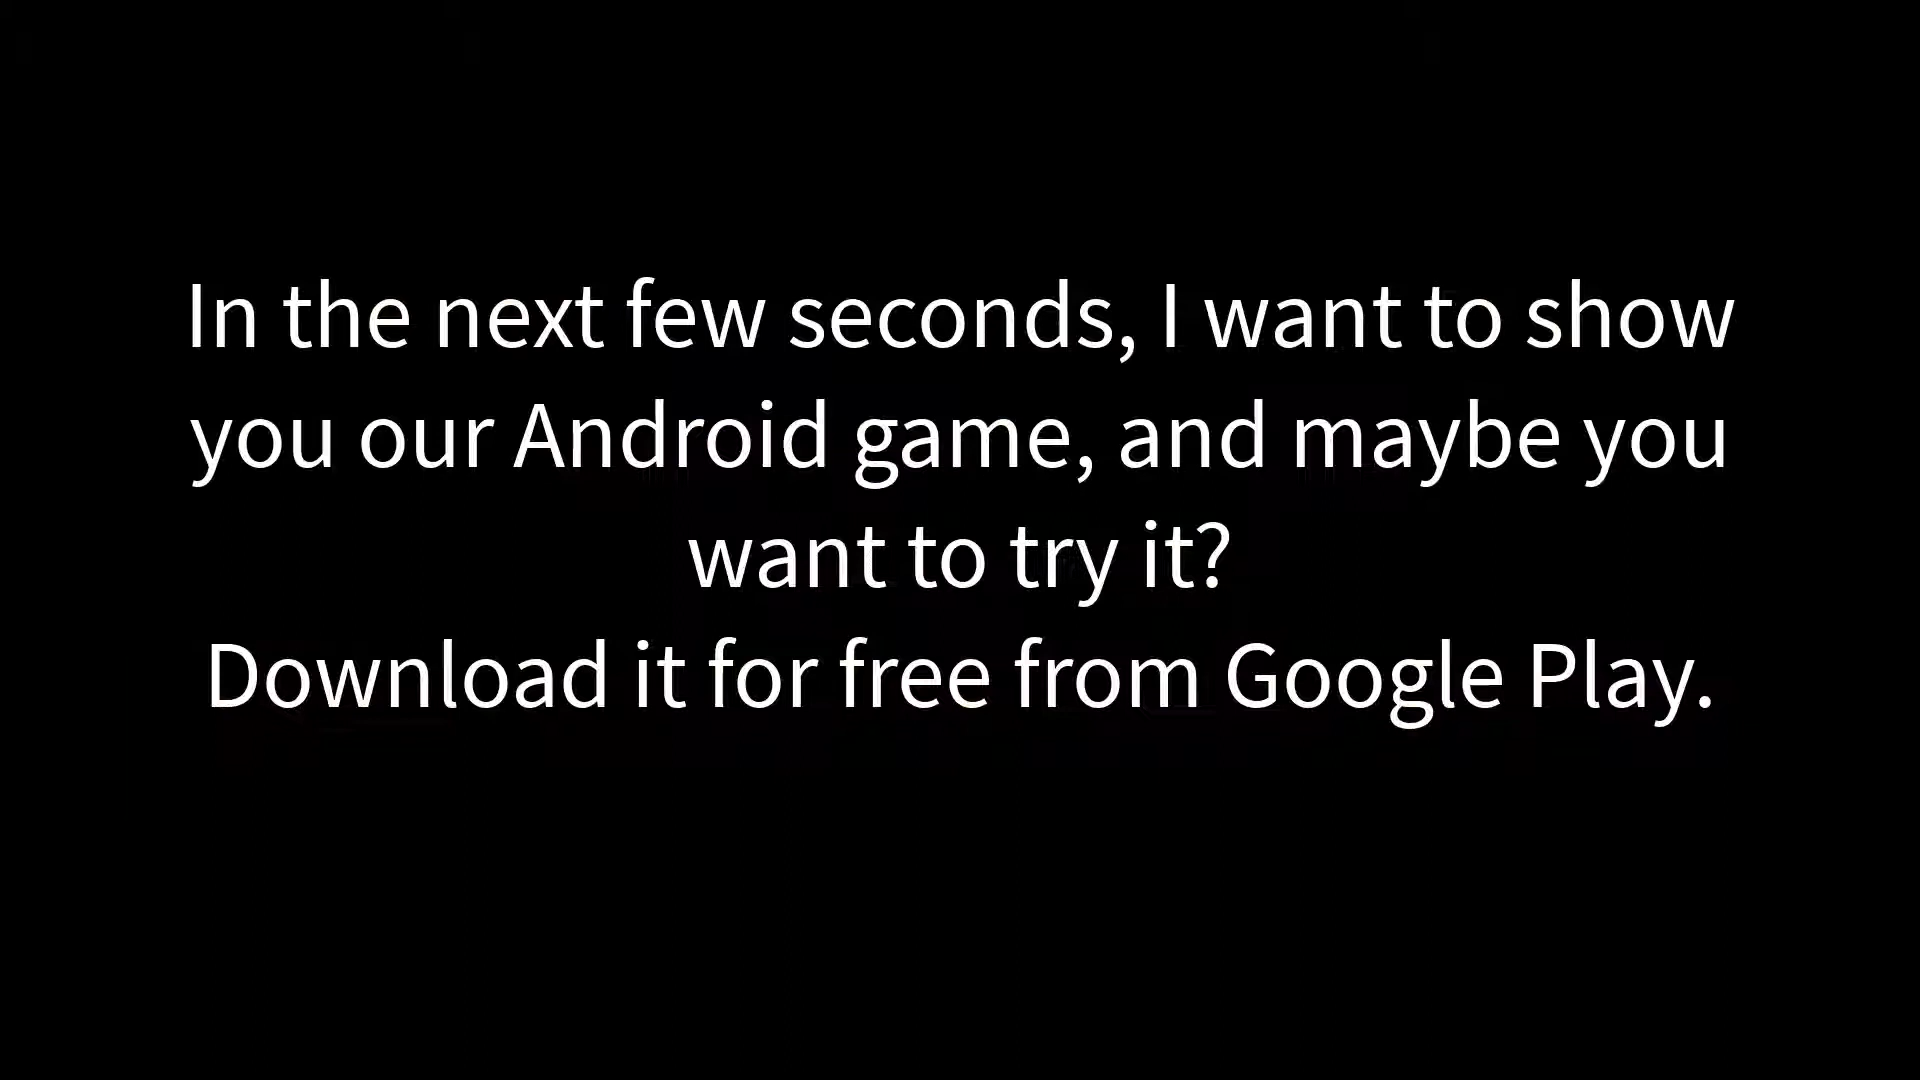 In the next few seconds, I want to show
you our Android game, and maybe you
want to try it?
Download it for free from Google Play.